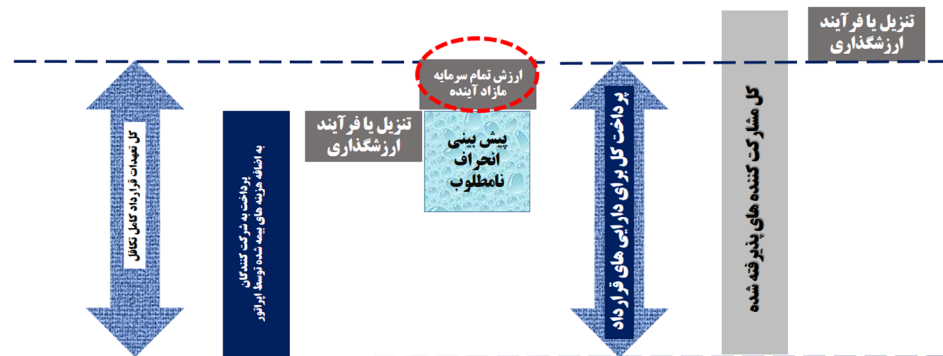 تنزیل یا فرآیند
ارزشگذاری
کل مشارکت کننده های پذیرفته شده
پرداخت کل برای دارایی های قرارداد
ارزش تمام سرمایه
مازاد آینده
پیش بینی
انحراف
نامطلوب
تنزیل یا فرآیند
ارزشگذاری
پرداخت به شرکت کنندگان
به اضافه هزینه های بیمه شده توسط اپراتور
کل تعهدات قرارداد کامل تکافل